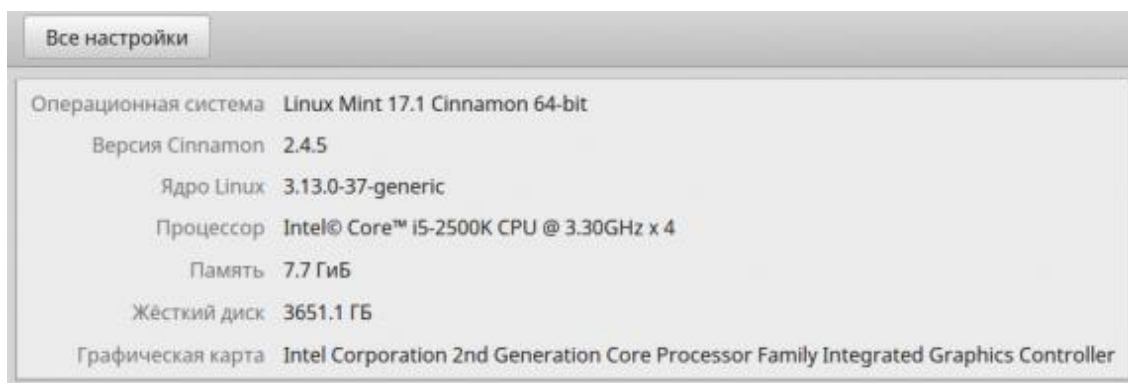 Все настройки
Операционная система Linux Mint 17.1 Cinnamon 64-bit
Версия Cinnamon 2.4.5
Ядро Linux 3.13.0-37-generic
Процессор Intel© Core™ i5-2500K CPU @ 3.30GHz x 4
Память 7.7 ГиБ
Жёсткий диск 3651.1 ГБ
Графическая карта Intel Corporation 2nd Generation Core Processor Family Integrated Graphics Controller